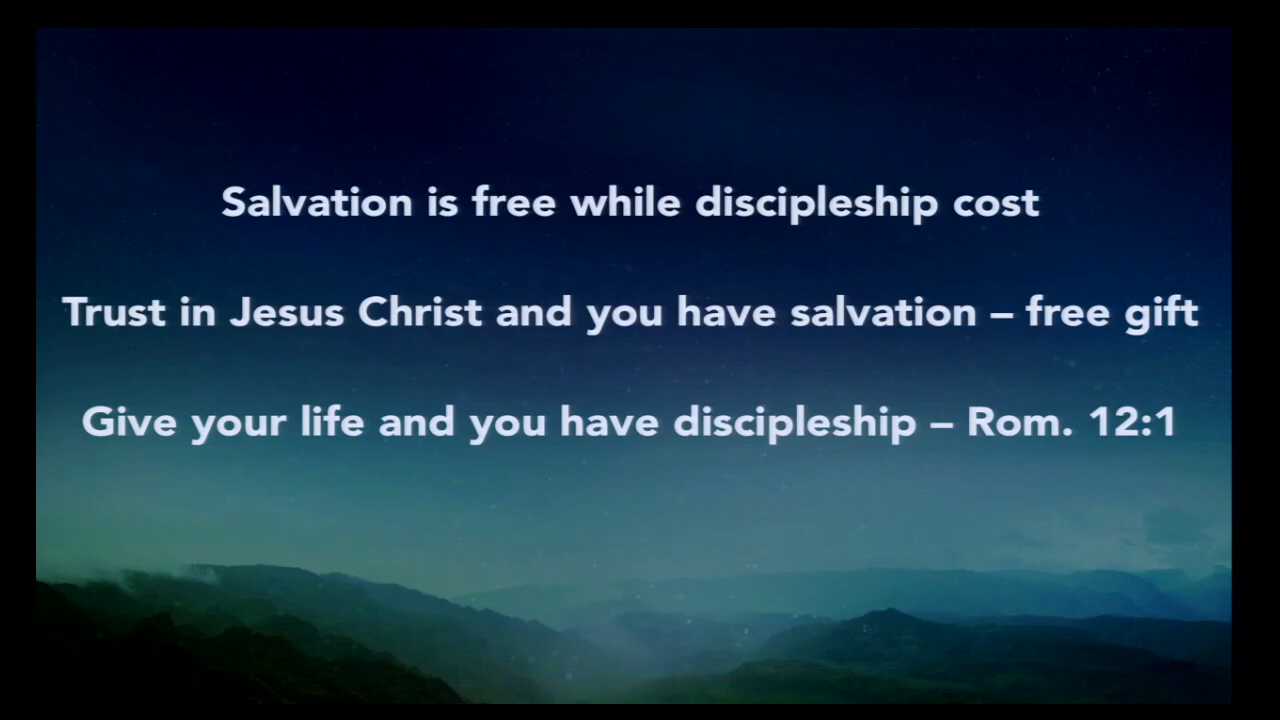 Salvation is free while discipleship cost
Trust in Jesus Christ and you have salvation – free gift
Give your life and you have discipleship – Rom. 12:1